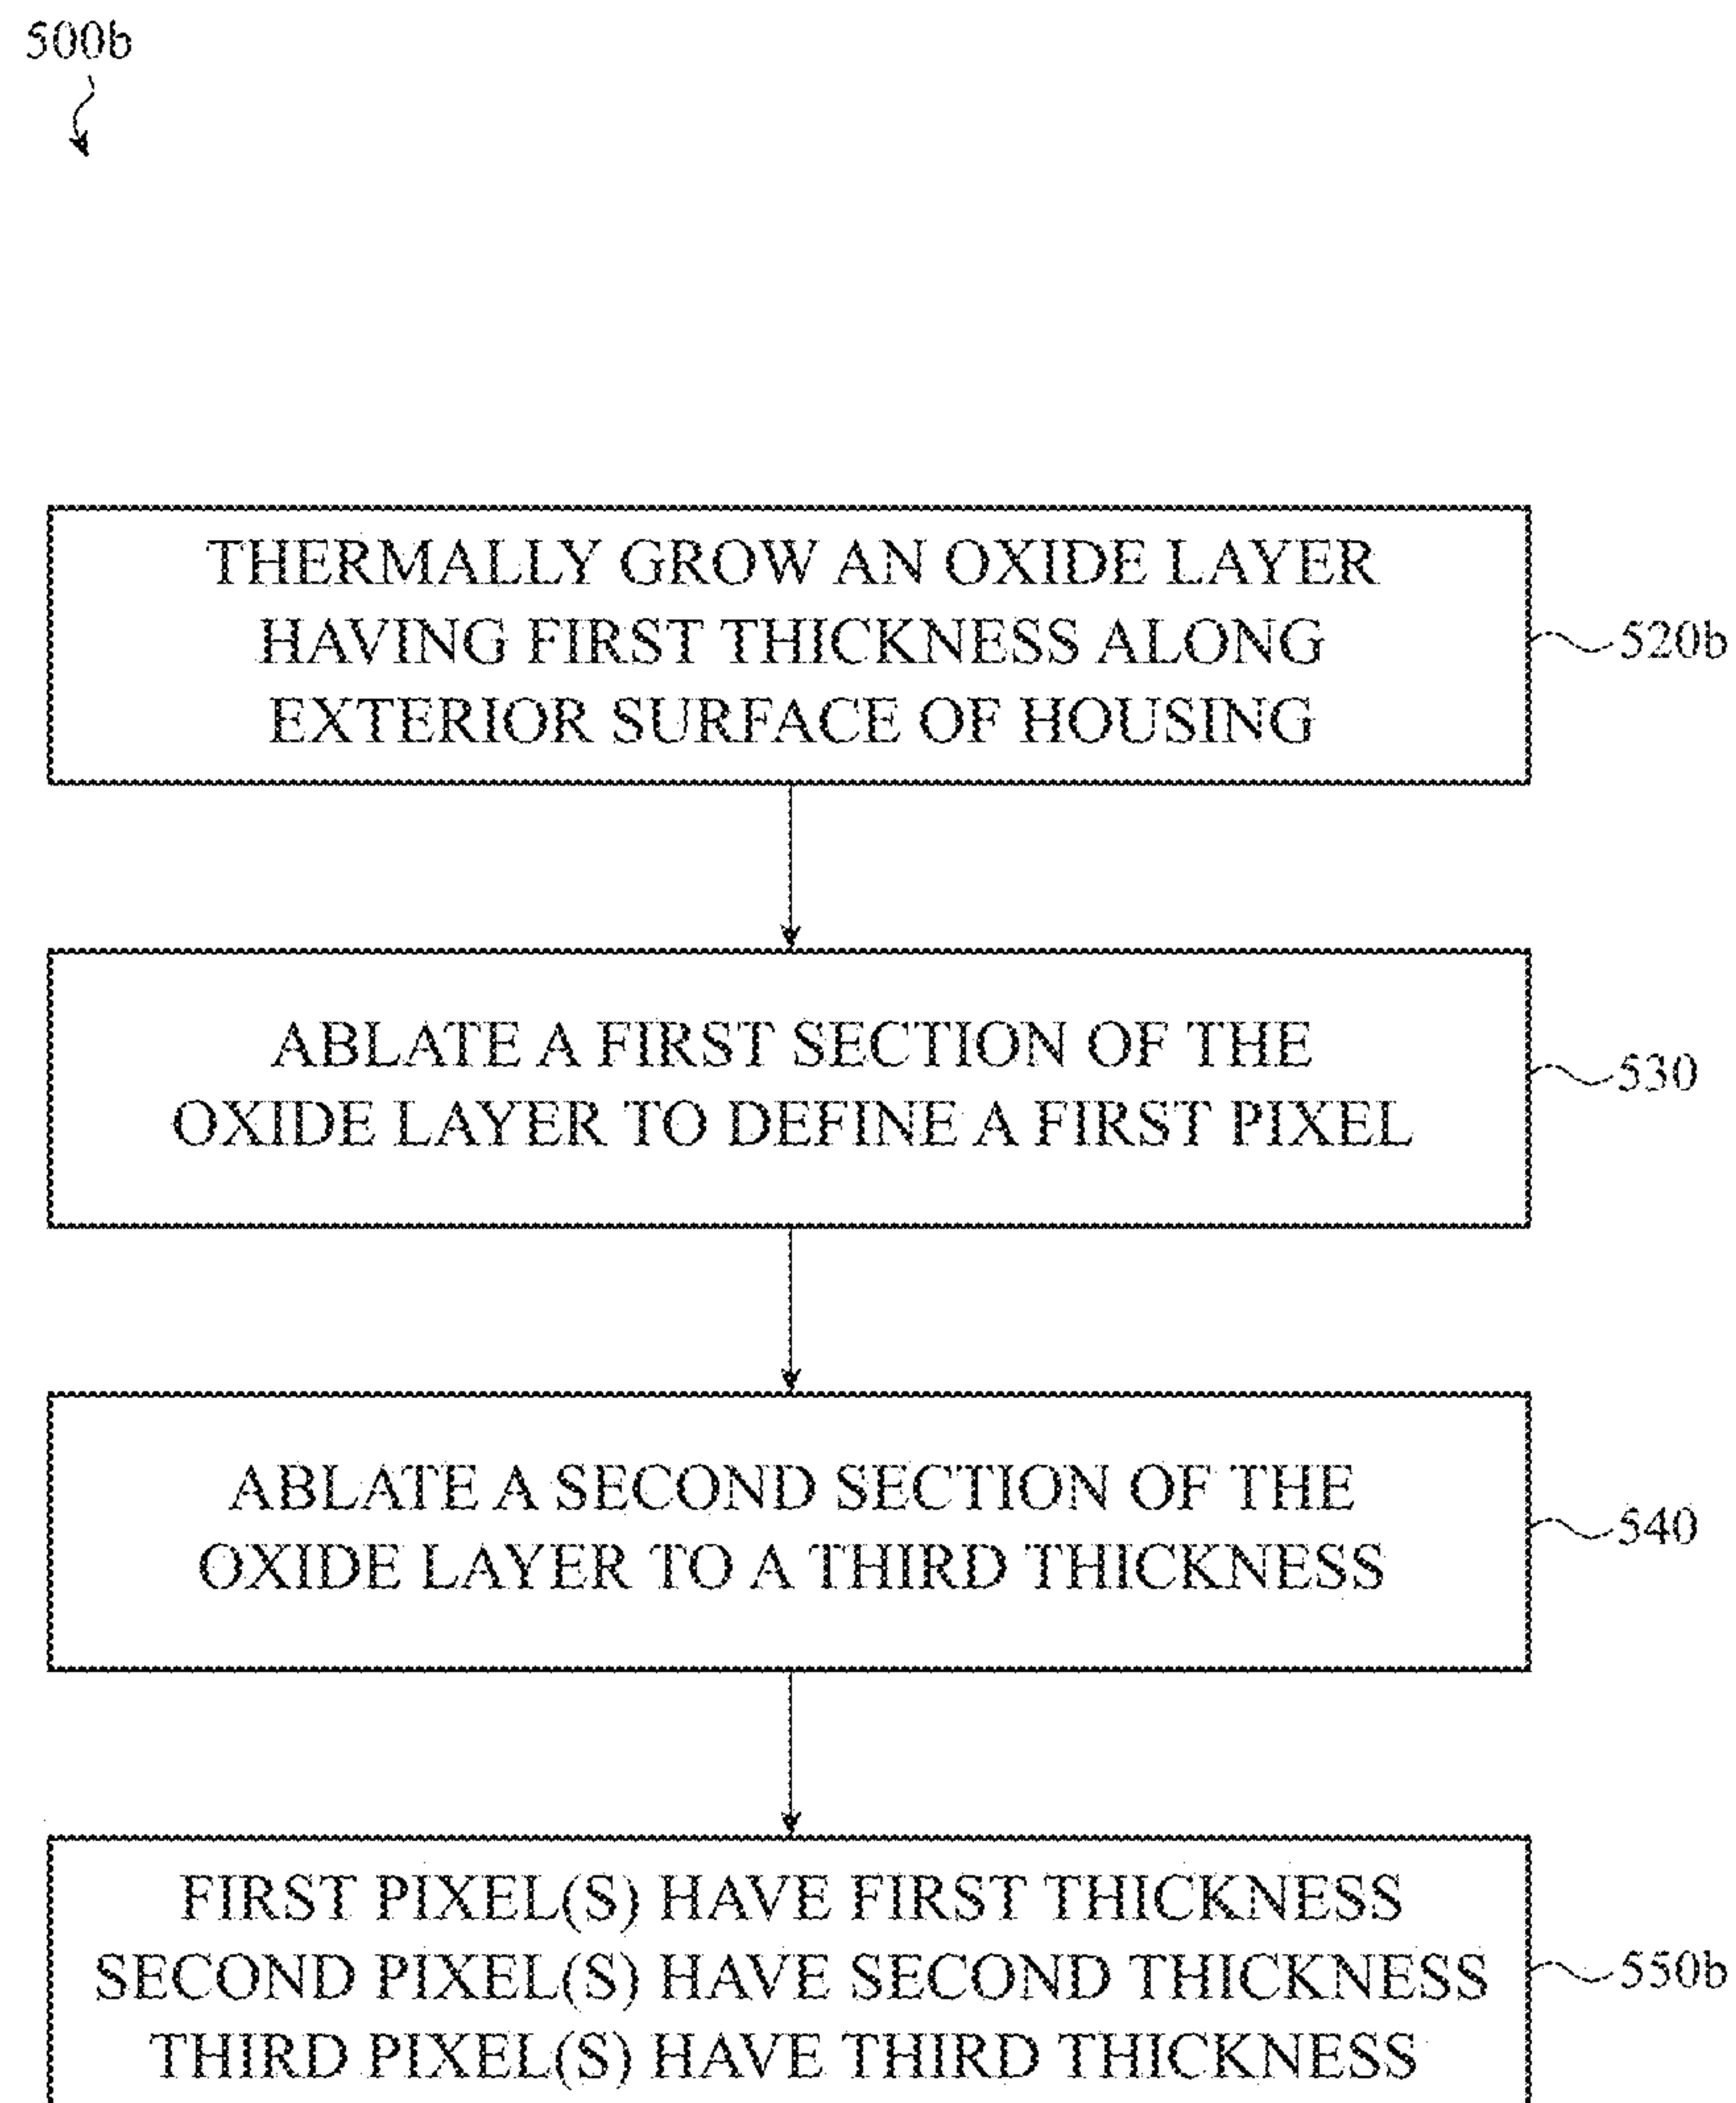 500b
THERMALLY GROW AN OXIDE LAYER
HAVING FIRST THICKNESS ALONG
EXTERIOR SURFACE OF HOUSING
520b
ABLATE A FIRST SECTION OF THE
OXIDE LAYER TO DEFINE A FIRST PIXEL
530
ABLATE A SECOND SECTION OF THE
OXIDE LAYER TO A THIRD THICKNESS
540
FIRST PIXEL(S) HAVE FIRST THICKNESS
SECOND PIXEL(S) HAVE SECOND THICKNESS
THIRD PIXEL(S) HAVE THIRD THICKNESS
550b